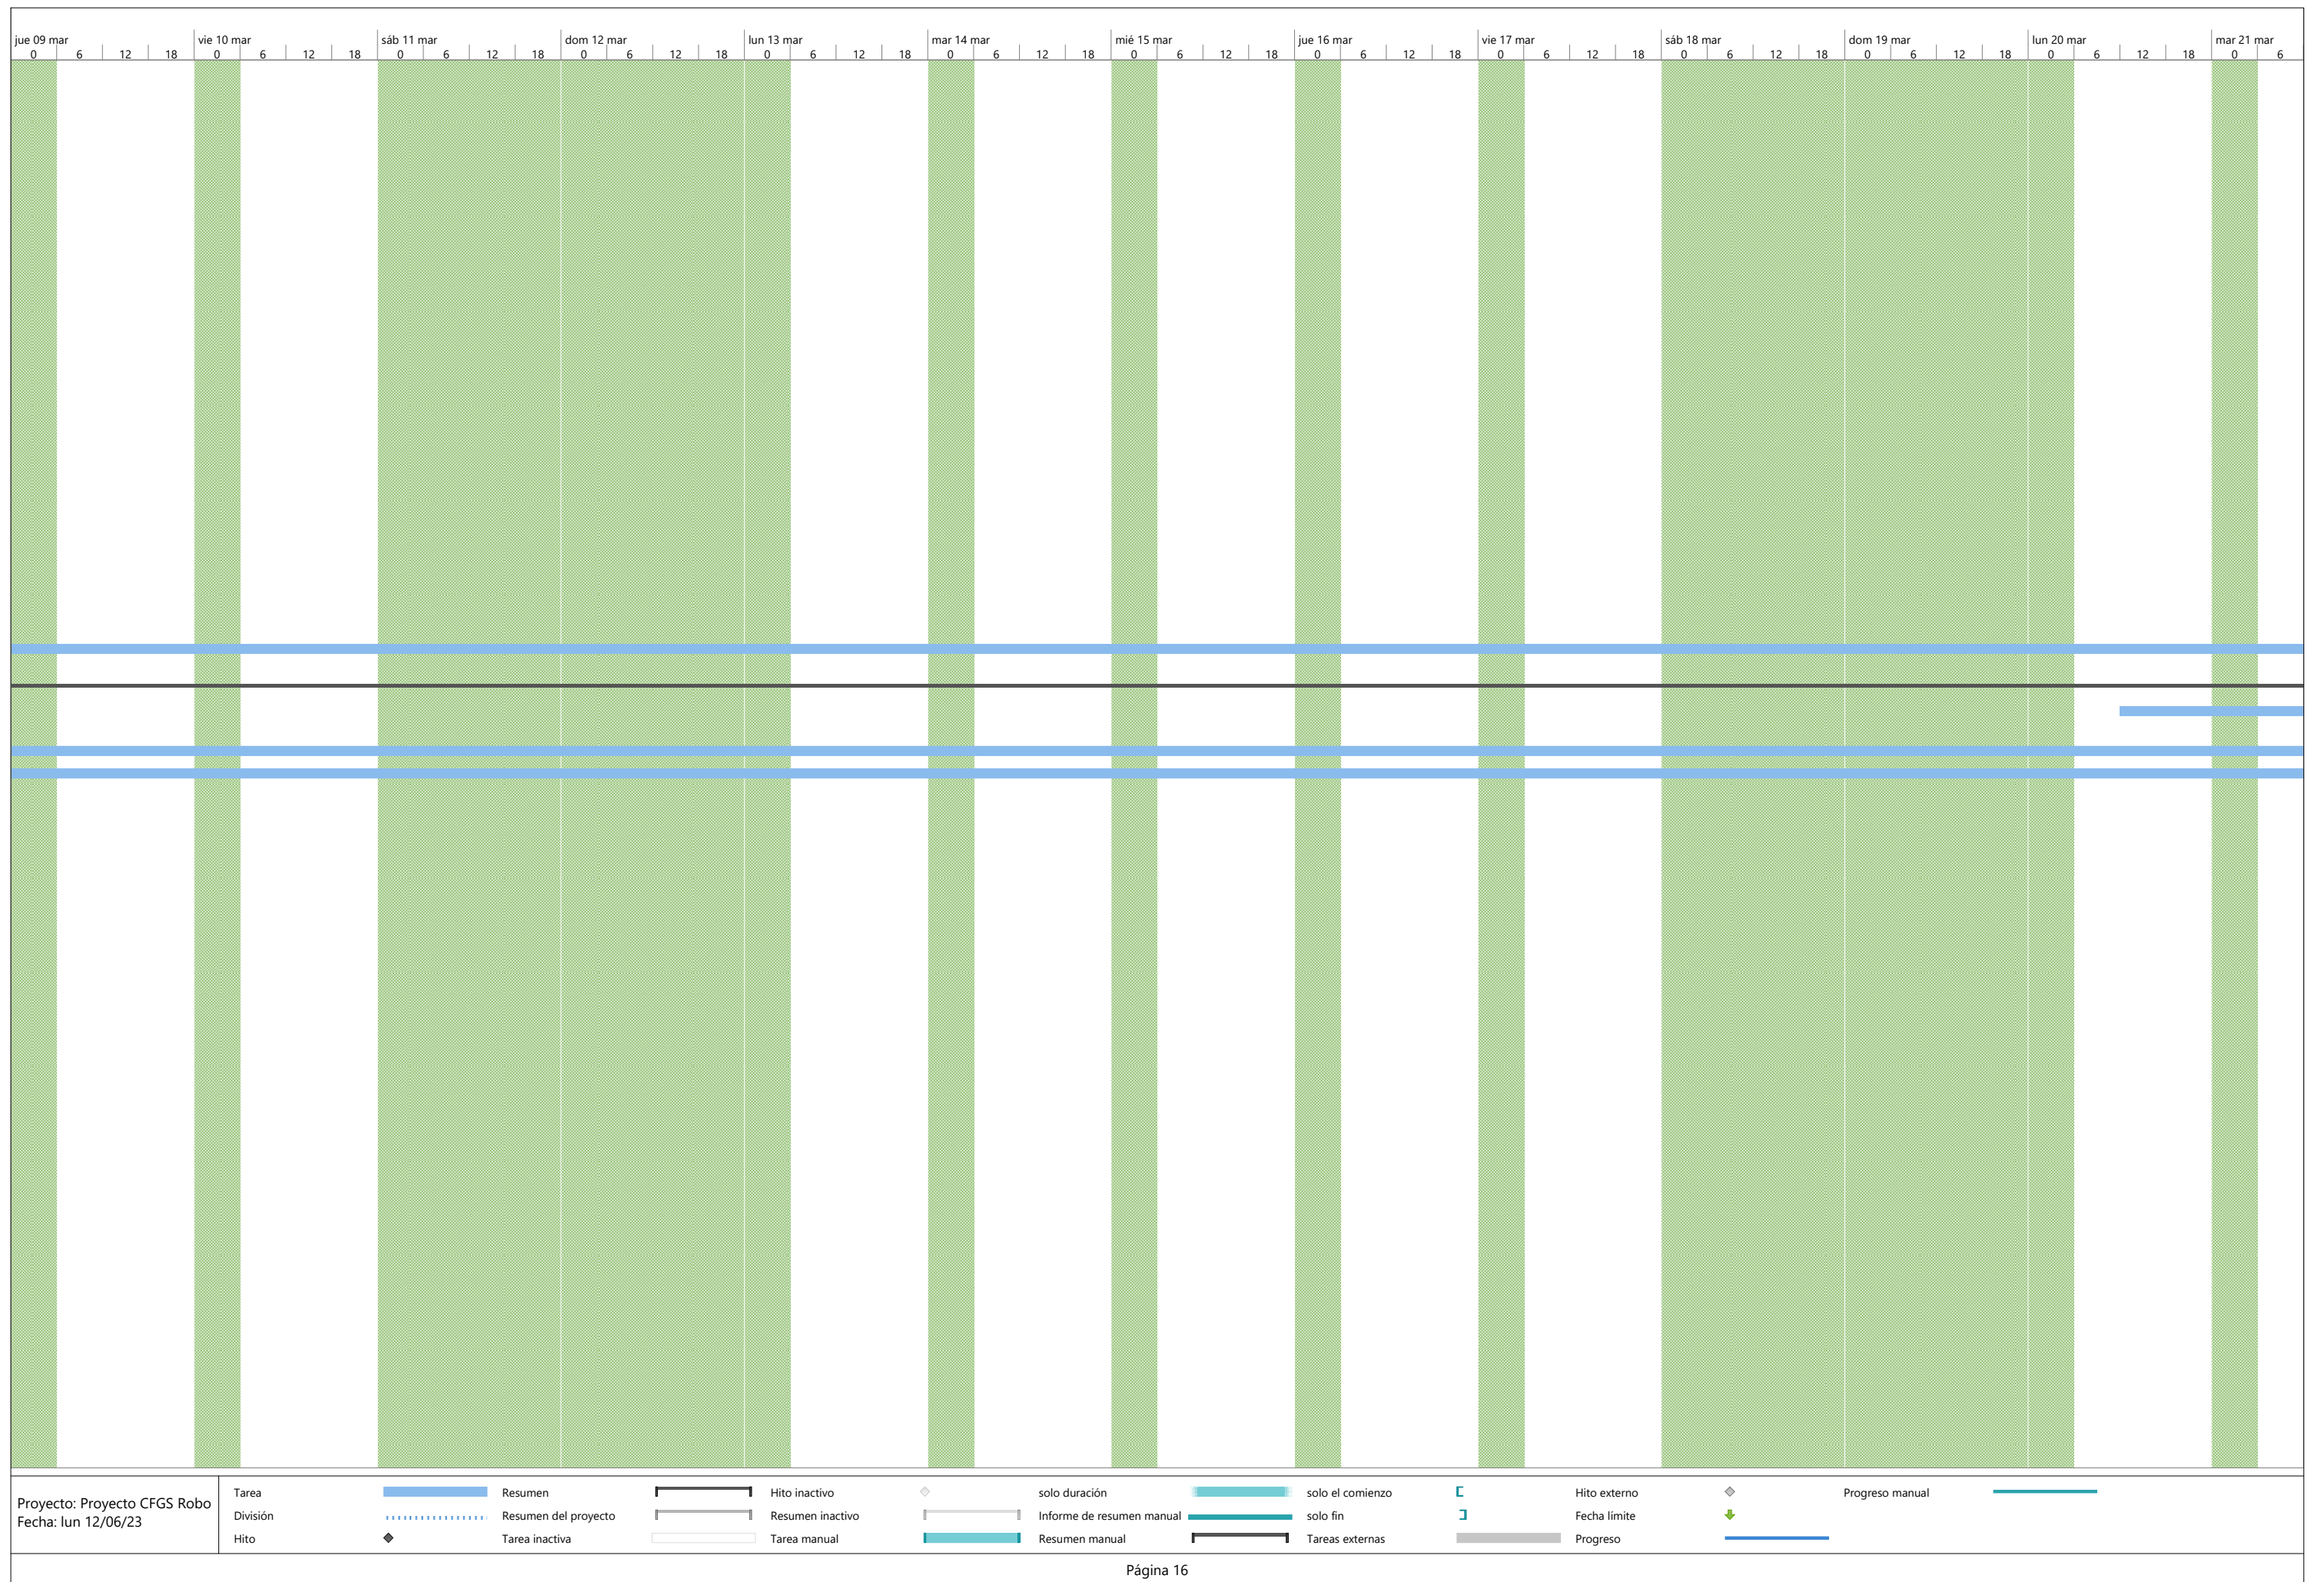 jue 09 mar vie 10 mar sáb 11 mar dom 12 mar lun 13 mar mar 14 mar mié 15 mar jue 16 mar vie 17 mar sáb 18 mar dom 19 mar lun 20 mar mar 21 mar
0 6 12 18 0 6 12 18 0 6 12 18 0 6 12 18 0 6 12 18 0 6 12 18 0 6 12 18 0 6 12 18 0 6 12 18 0 6 12 18 0 6 12 18 0 6 12 18 0 6
Proyecto: Proyecto CFGS Robo
Fecha: lun 12/06/23
Tarea
División
Hito
Resumen
Resumen del proyecto
Tarea inactiva
Hito inactivo
Resumen inactivo
Tarea manual
solo duración
Informe de resumen manual
Resumen manual
solo el comienzo
solo fin
Tareas externas
Hito externo
Fecha límite
Progreso
Progreso manual
Página 16